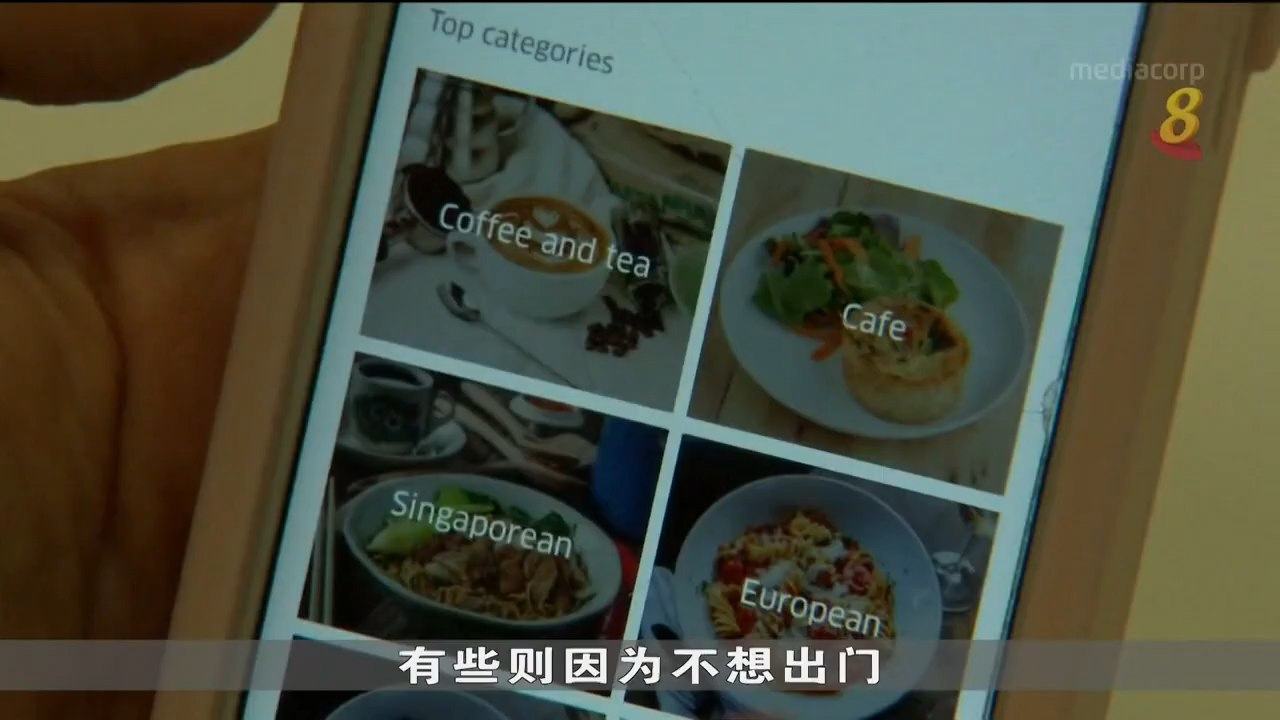 Top categories
mediacorp
8
Coffee and tea
Cafe
Singaporean
European
有些则因为不想出门